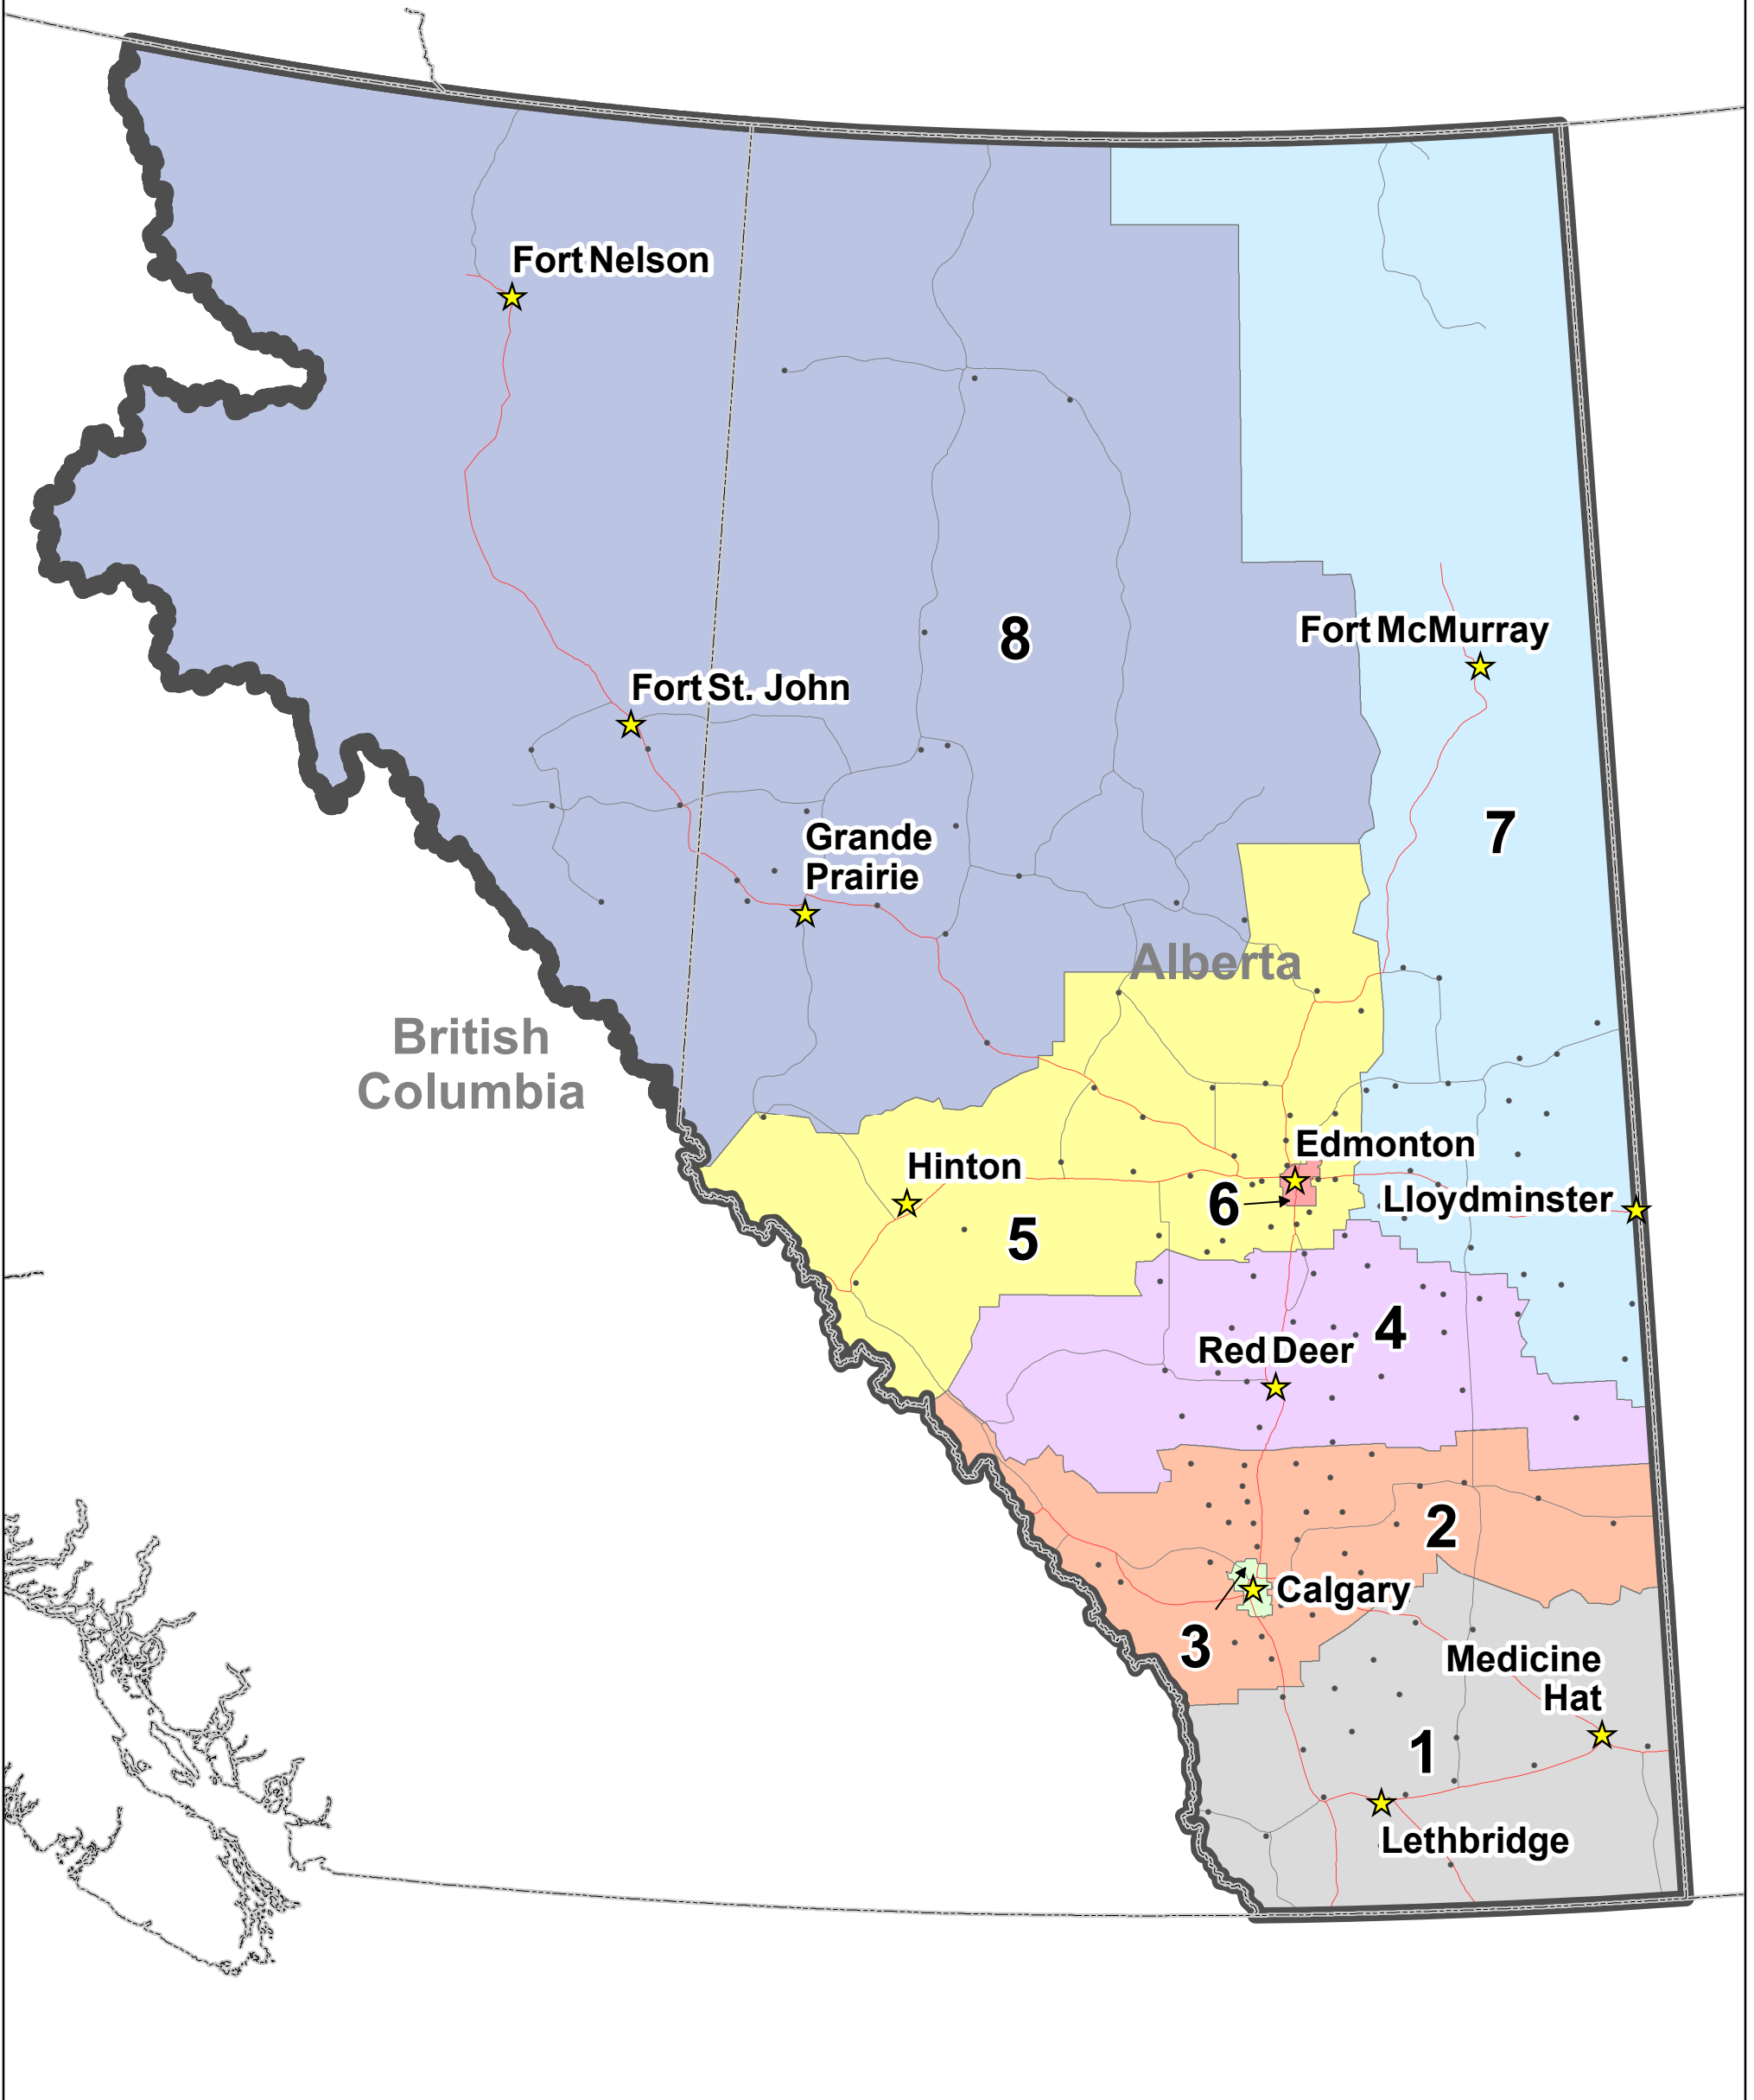 Fort Nelson
8
Fort McMurray
Fort St. John
7
Grande
Prairie
Alberta
British
Columbia
Edmonton
Hinton
6
Lloydminster
5
4
Red Deer
2
Calgary
3
Medicine
Hat
1
Lethbridge